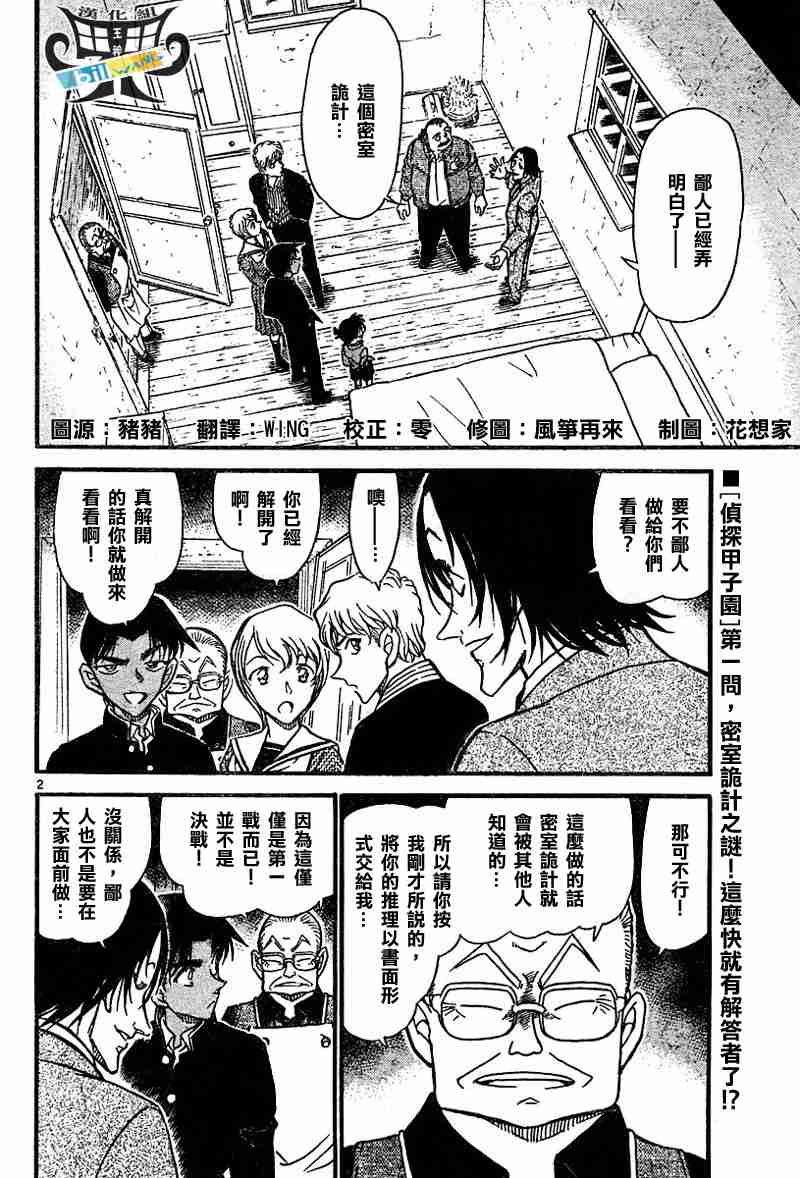 漢化組
鄙人已經弄
明白了——
這個密室
詭計…
圖源：豬豬 翻譯：WING 校正：零 修圖：風箏再來 制圖：花想家
■[偵探甲子園]第一問，密室詭計之謎！這麼快就有解答者了!?
要不鄙人
做給你們
看看？
噢——…
你已經
解開了
啊！
真解開
的話你就做來
看看啊！
2
那可不行！
這麼做的話
密室詭計就
會被其他人
知道的…
所以請你按
我剛才所説的，
將你的推理以書面形
式交給我…
因為這僅
僅是第一
戰而已！
並不是
決戰！
沒關係，鄙
人也不是要在
大家面前做…